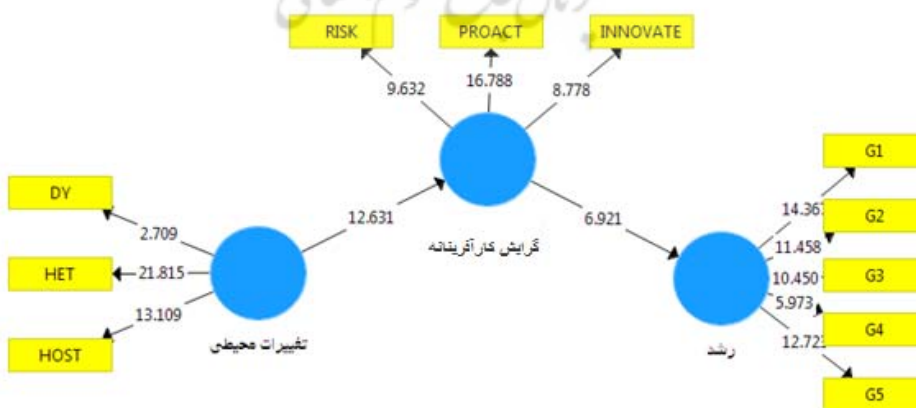 RISK
PROACT
INNOVATE
9.632
16.788
8.778
گرایش کارآفرینانه
DY
HET
HOST
2.709
21.815
13.109
تغییرات محیطی
12.631
6.921
رشد
G1
G2
G3
G4
G5
14.367
11.458
10.450
5.973
12.723